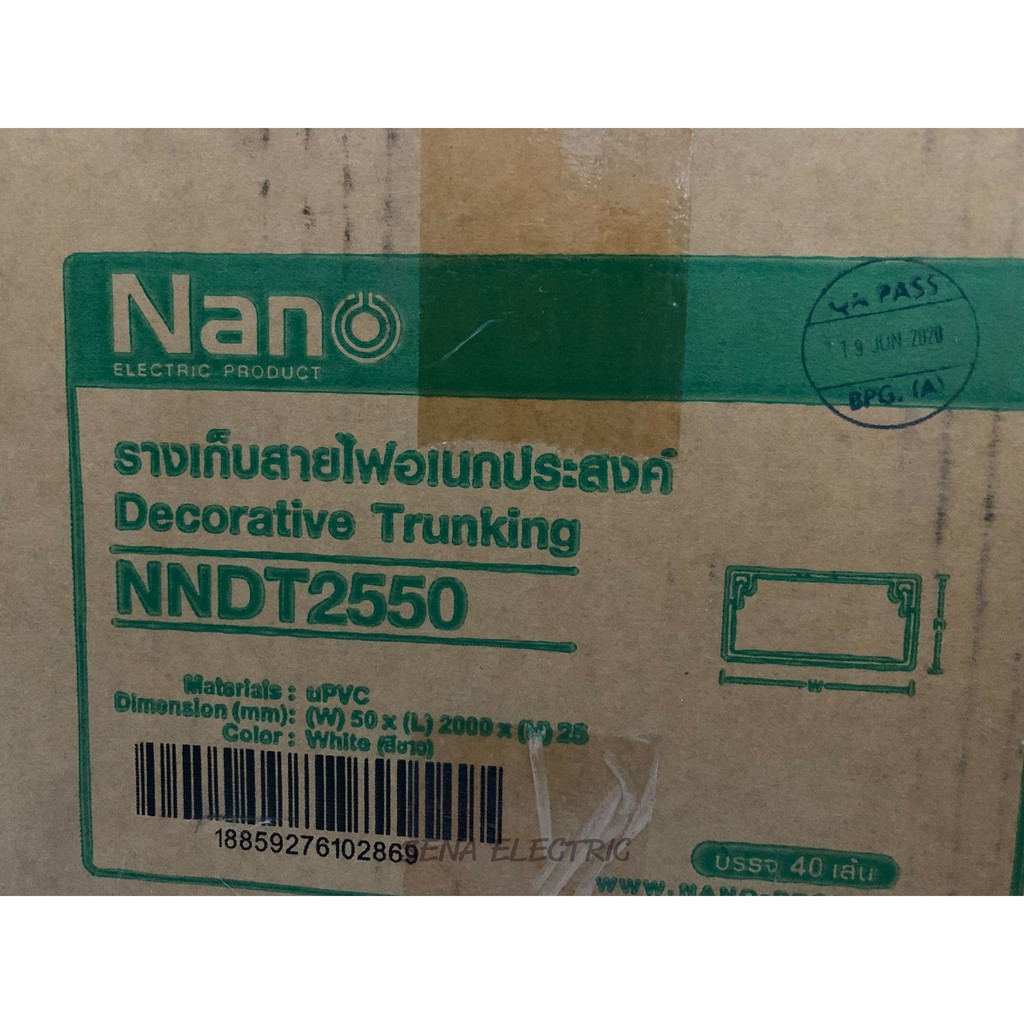 Nano
ELECTRIC PRODUCT
PASS
19 JUN 2020
BPG. (A)
รางเก็บสายไฟอเนกประสงค์
Decorative Trunking
NNDT2550
H
W
Materials : uPVC
Dimension (mm): (W) 50 x (L) 2000 x (H) 25
Color : White (สีขาว)
18859276102869
SENA ELECTRIC
บรรจุ 40 เส้น
www.